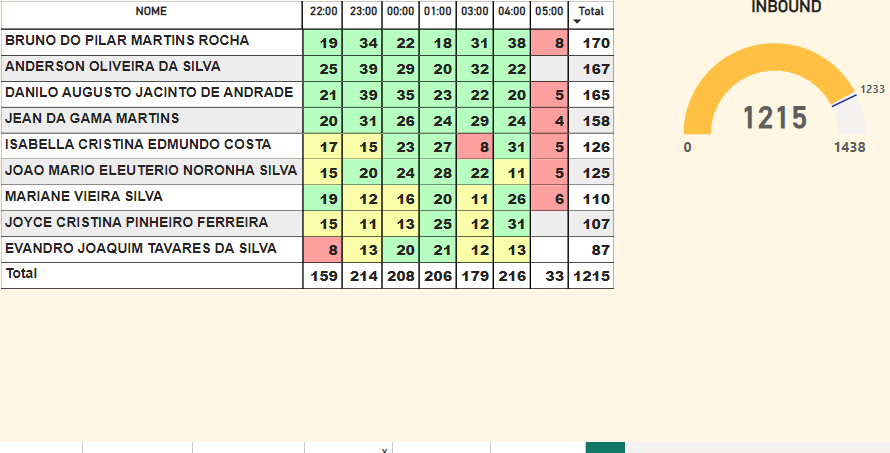 NOME 22:00 23:00 00:00 01:00 03:00 04:00 05:00 Total
BRUNO DO PILAR MARTINS ROCHA 19 34 22 18 31 38 8 170
ANDERSON OLIVEIRA DA SILVA 25 39 29 20 32 22 167
DANILO AUGUSTO JACINTO DE ANDRADE 21 39 35 23 22 20 5 165
JEAN DA GAMA MARTINS 20 31 26 24 29 24 4 158
ISABELLA CRISTINA EDMUNDO COSTA 17 15 23 27 8 31 5 126
JOAO MARIO ELEUTERIO NORONHA SILVA 15 20 24 28 22 11 5 125
MARIANE VIEIRA SILVA 19 12 16 20 11 26 6 110
JOYCE CRISTINA PINHEIRO FERREIRA 15 11 13 25 12 31 107
EVANDRO JOAQUIM TAVARES DA SILVA 8 13 20 21 12 13 87
Total 159 214 208 206 179 216 33 1215
INBOUND
1233
1215
0 1438
x